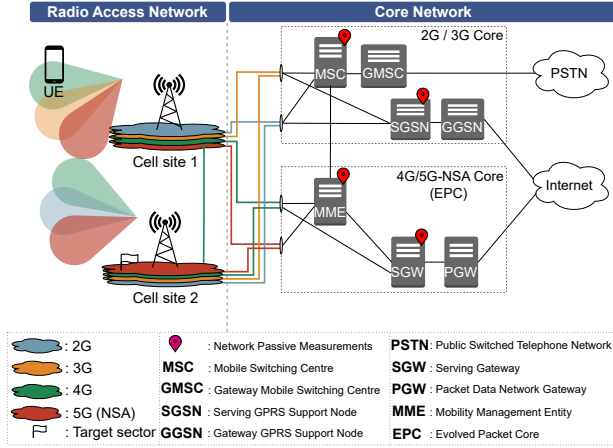 Radio Access Network
Core Network
UE
Cell site 1
Cell site 2
2G / 3G Core
MSC
GMSC
SGSN
GGSN
PSTN
4G/5G-NSA Core
(EPC)
MME
SGW
PGW
Internet
: 2G
: 3G
: 4G
: 5G (NSA)
: Target sector
: Network Passive Measurements
MSC : Mobile Switching Centre
GMSC : Gateway Mobile Switching Centre
SGSN : Serving GPRS Support Node
GGSN : Gateway GPRS Support Node
PSTN : Public Switched Telephone Network
SGW : Serving Gateway
PGW : Packet Data Network Gateway
MME : Mobility Management Entity
EPC : Evolved Packet Core